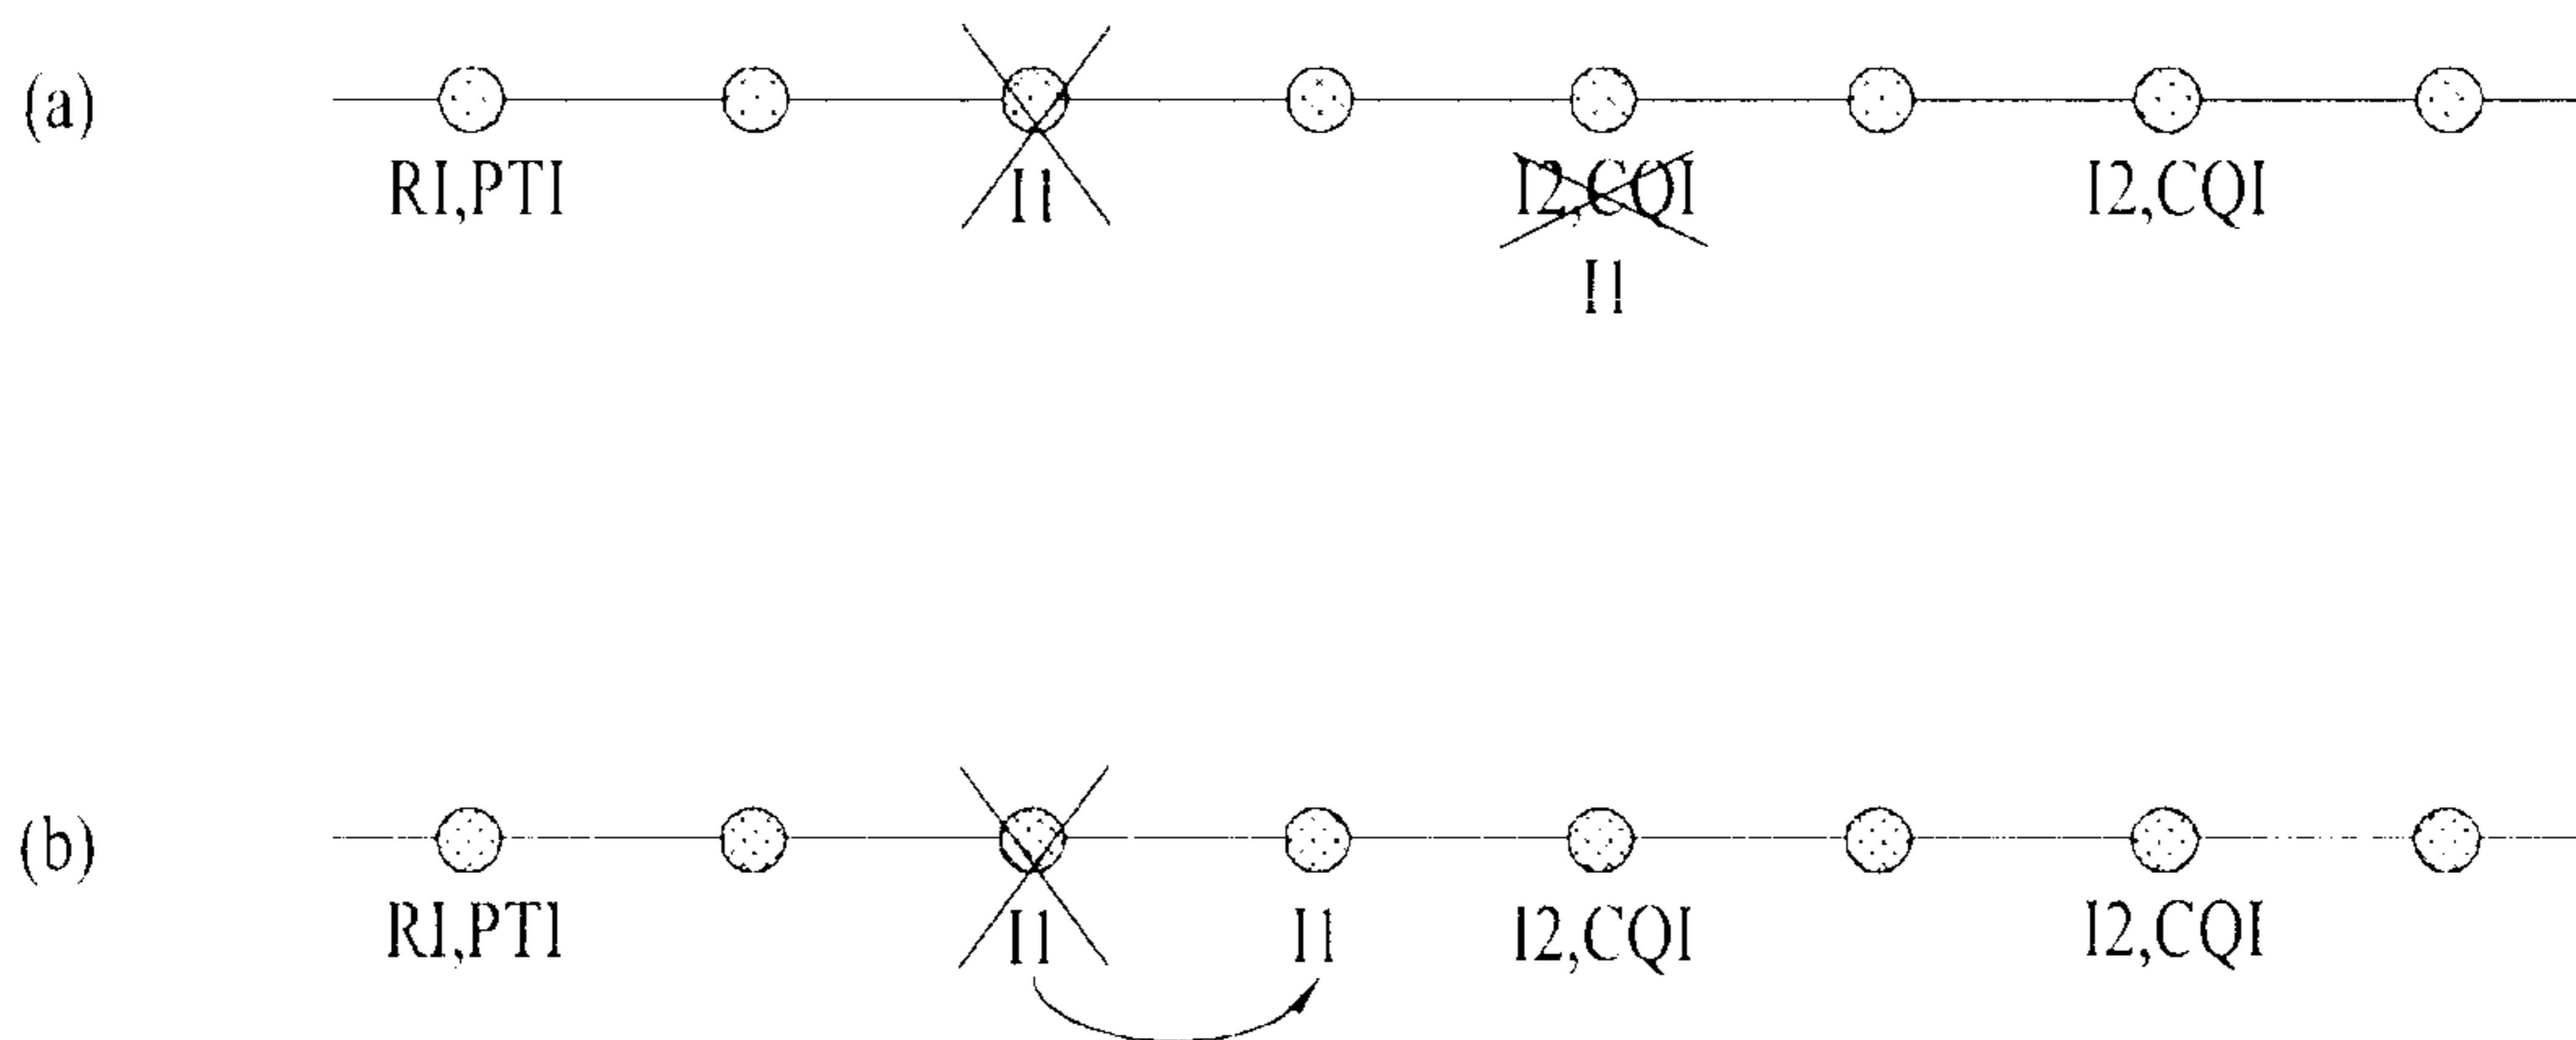 (a)
RI,PTI I1 I2,CQI I2,CQI
I1
(b)
RI,PTI I1 I1 I2,CQI I2,CQI